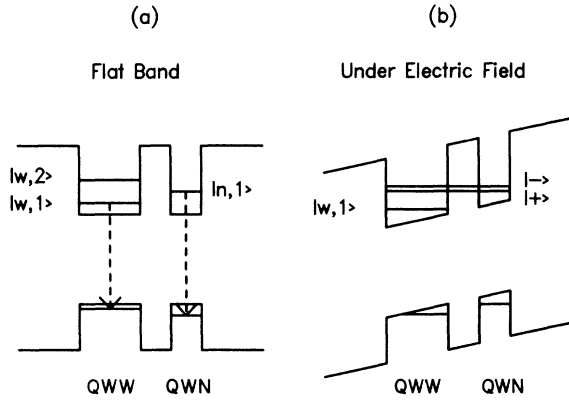 (a)
(b)
Flat Band
Under Electric Field
|w,2>
|w,1>
|n,1>
|w,1>
|->
|+>
QWW
QWN
QWW
QWN